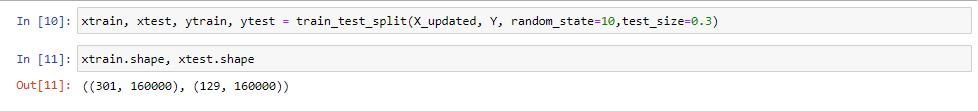 In [10]: xtrain, xtest, ytrain, ytest = train_test_split(X_updated, Y, random_state=10,test_size=0.3)
In [11]: xtrain.shape, xtest.shape
Out[11]: ((301, 160000), (129, 160000))